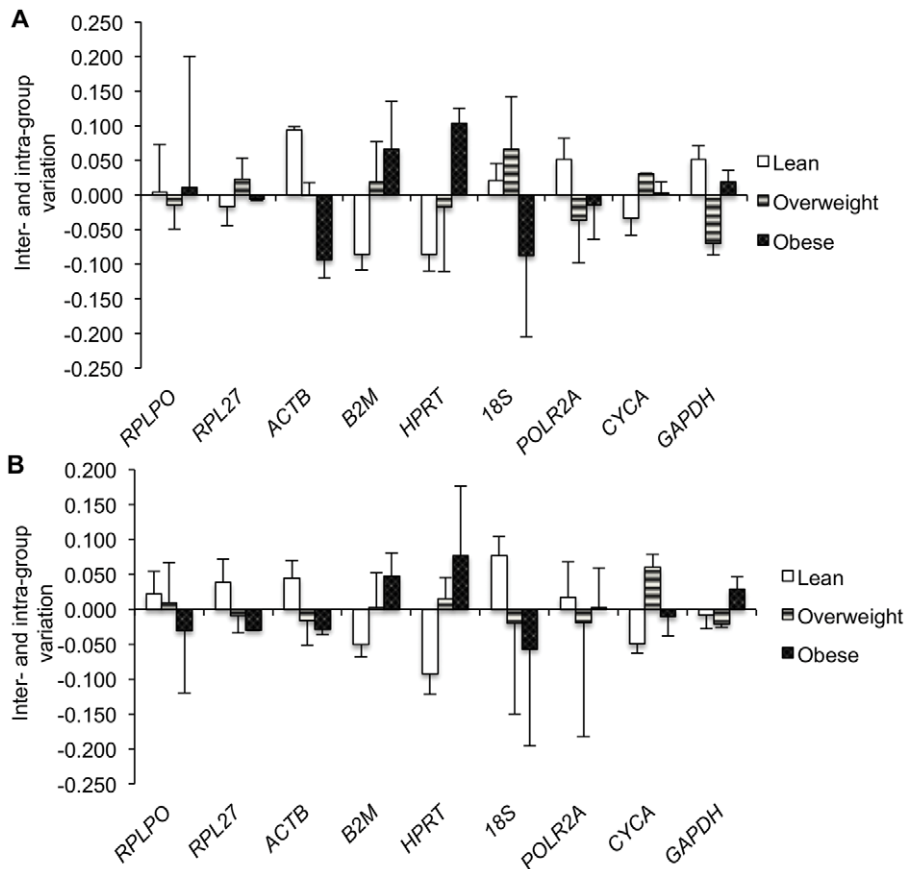 A
0.250
0.200
0.150
0.100
0.050
0.000
-0.050
-0.100
-0.150
-0.200
-0.250
Inter- and intra-group
variation
Lean
Overweight
Obese
RPLPO
RPL27
ACTB
B2M
HPRT
18S
POLR2A
CYCA
GAPDH
B
0.200
0.150
0.100
0.050
0.000
-0.050
-0.100
-0.150
-0.200
-0.250
Inter- and intra-group
variation
Lean
Overweight
Obese
RPLPO
RPL27
ACTB
B2M
HPRT
18S
POLR2A
CYCA
GAPDH